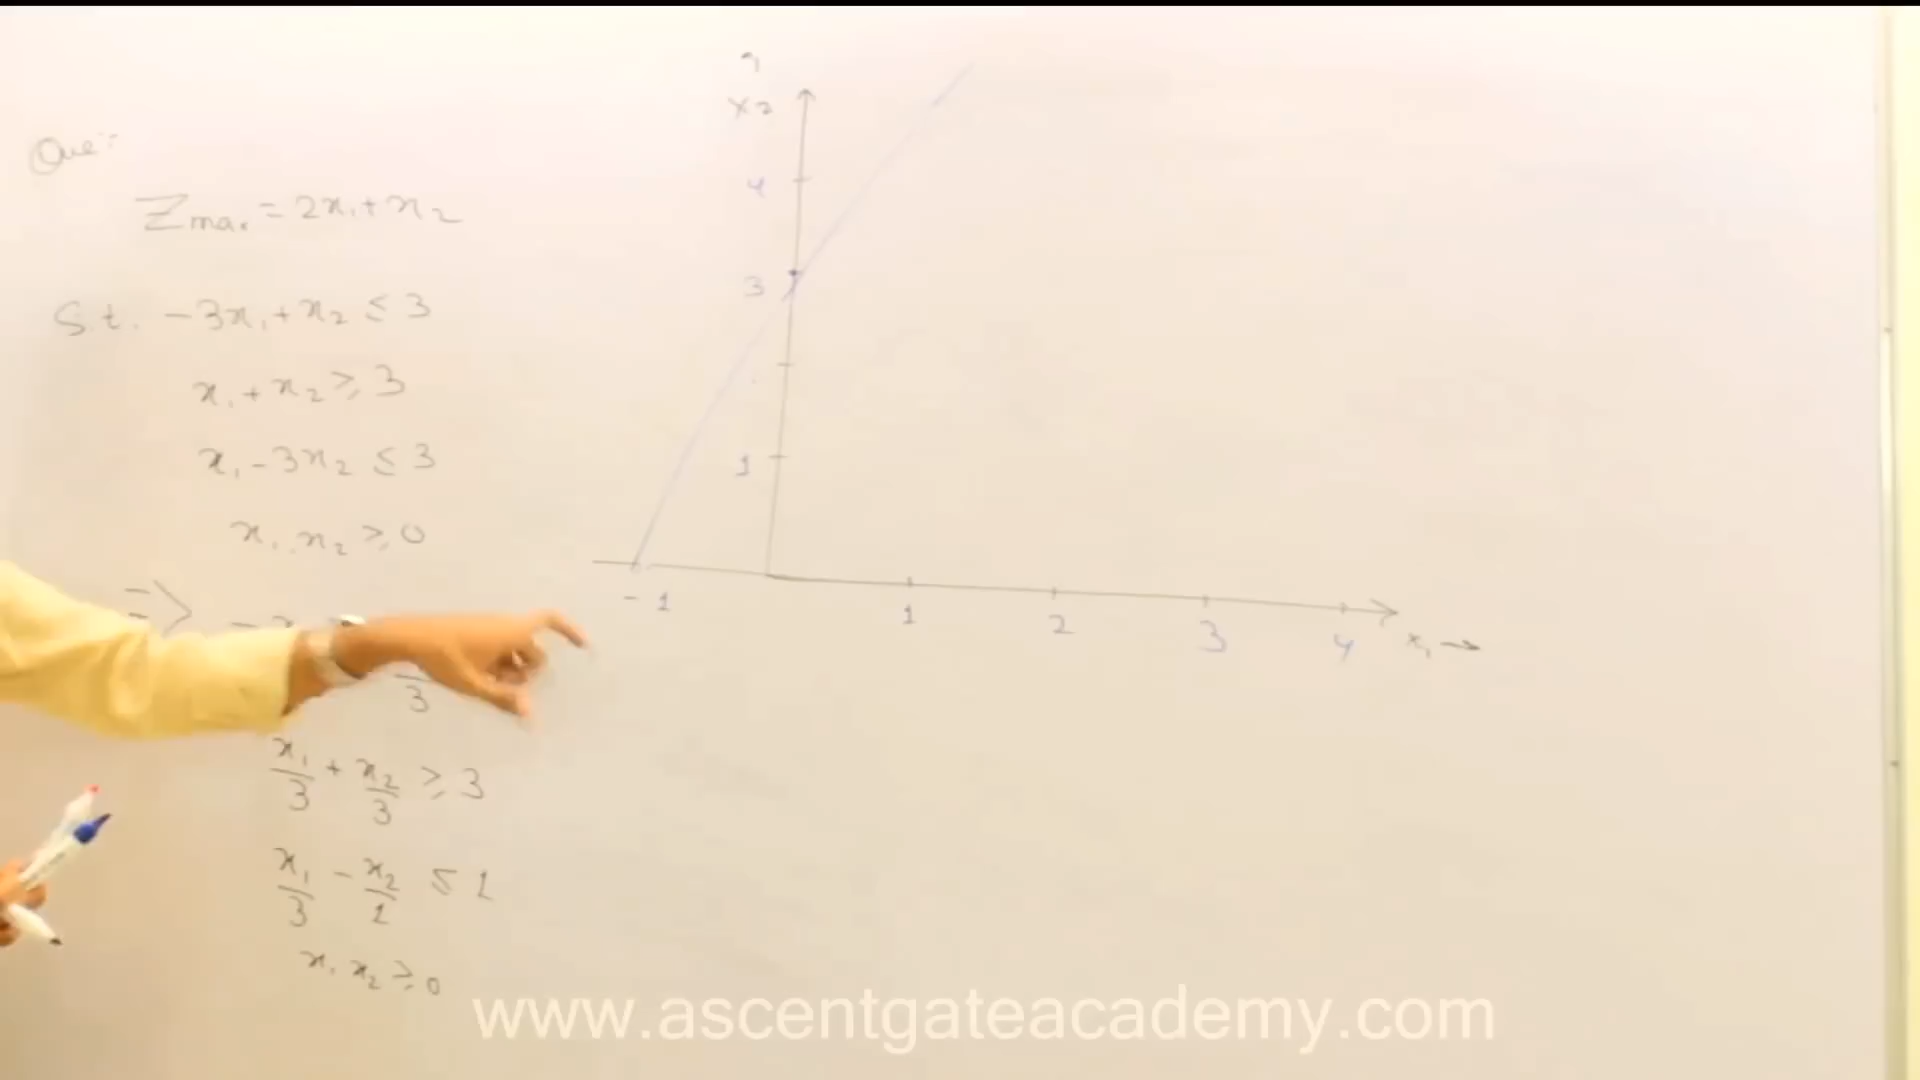 Que:
Zmax = 2x₁ + x₂
St. -3x₁ + x₂ ≤ 3
x₁ + x₂ ≥ 3
x₁ - 3x₂ ≤ 3
x₁, x₂ ≥ 0
=>
3
x₁/3 + x₂/3 ≥ 3
x₁/3 - x₂/1 ≤ 1
x₁ x₂ ≥ 0
x₂
4
3
1
-1 1 2 3 4 x₁ →
www.ascentgateacademy.com